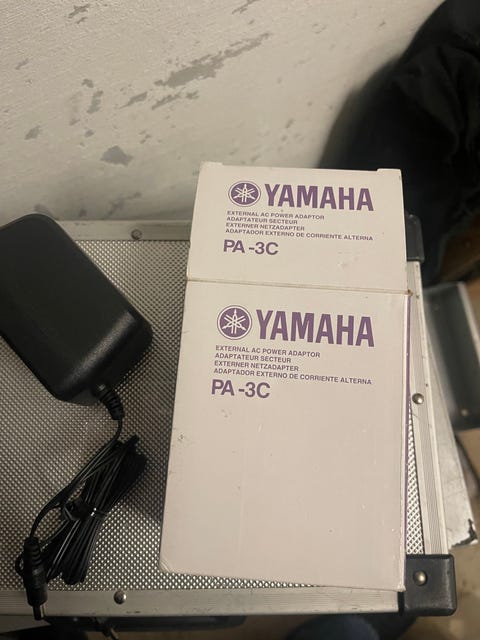 YAMAHA
EXTERNAL AC POWER ADAPTOR
ADAPTATEUR SECTEUR
EXTERNER NETZADAPTER
ADAPTADOR EXTERNO DE CORRIENTE ALTERNA
PA-3C
YAMAHA
EXTERNAL AC POWER ADAPTOR
ADAPTATEUR SECTEUR
EXTERNER NETZADAPTER
ADAPTADOR EXTERNO DE CORRIENTE ALTERNA
PA-3C